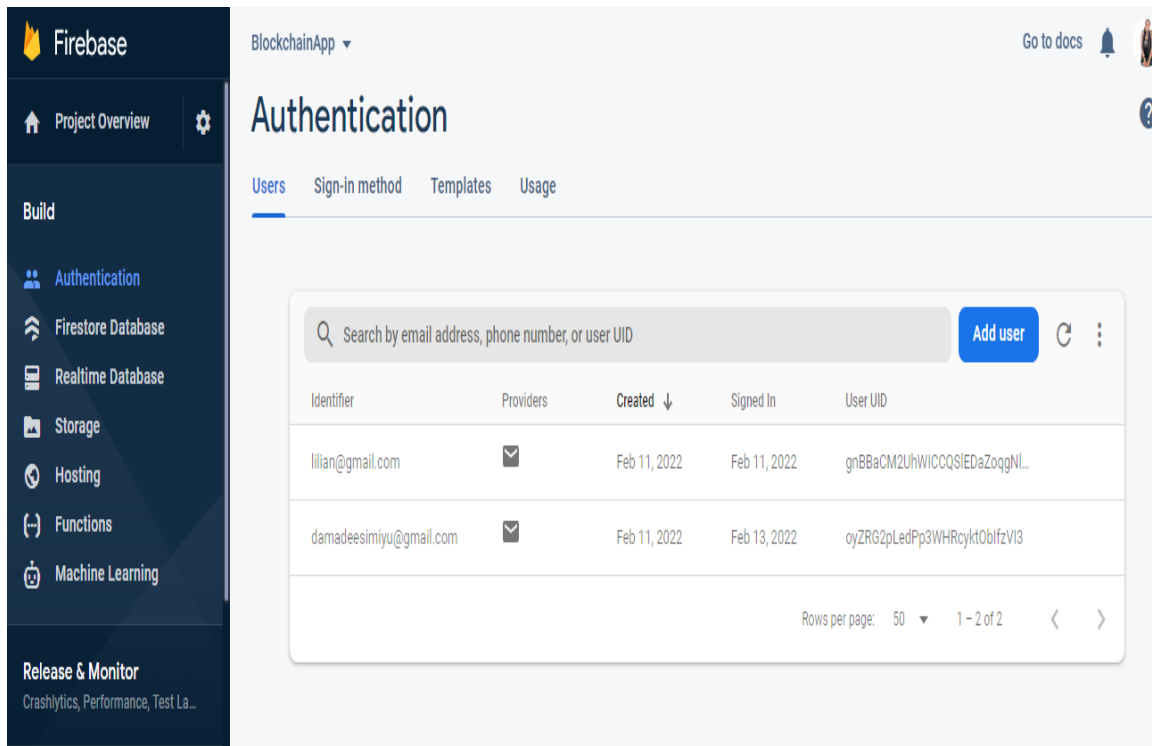 Firebase
Project Overview
Build
Authentication
Firestore Database
Realtime Database
Storage
Hosting
Functions
Machine Learning
Release & Monitor
Crashlytics, Performance, Test La...
BlockchainApp
Go to docs
Authentication
Users Sign-in method Templates Usage
Search by email address, phone number, or user UID Add user
Identifier Providers Created Signed In User UID
lilian@gmail.com Feb 11, 2022 Feb 11, 2022 gnBBaCM2UhWICCQSlEDaZoqgNl...
damadeesimiyu@gmail.com Feb 11, 2022 Feb 13, 2022 oyZRG2pLedPp3WHRcyktOblfzVI3
Rows per page: 50 1 – 2 of 2